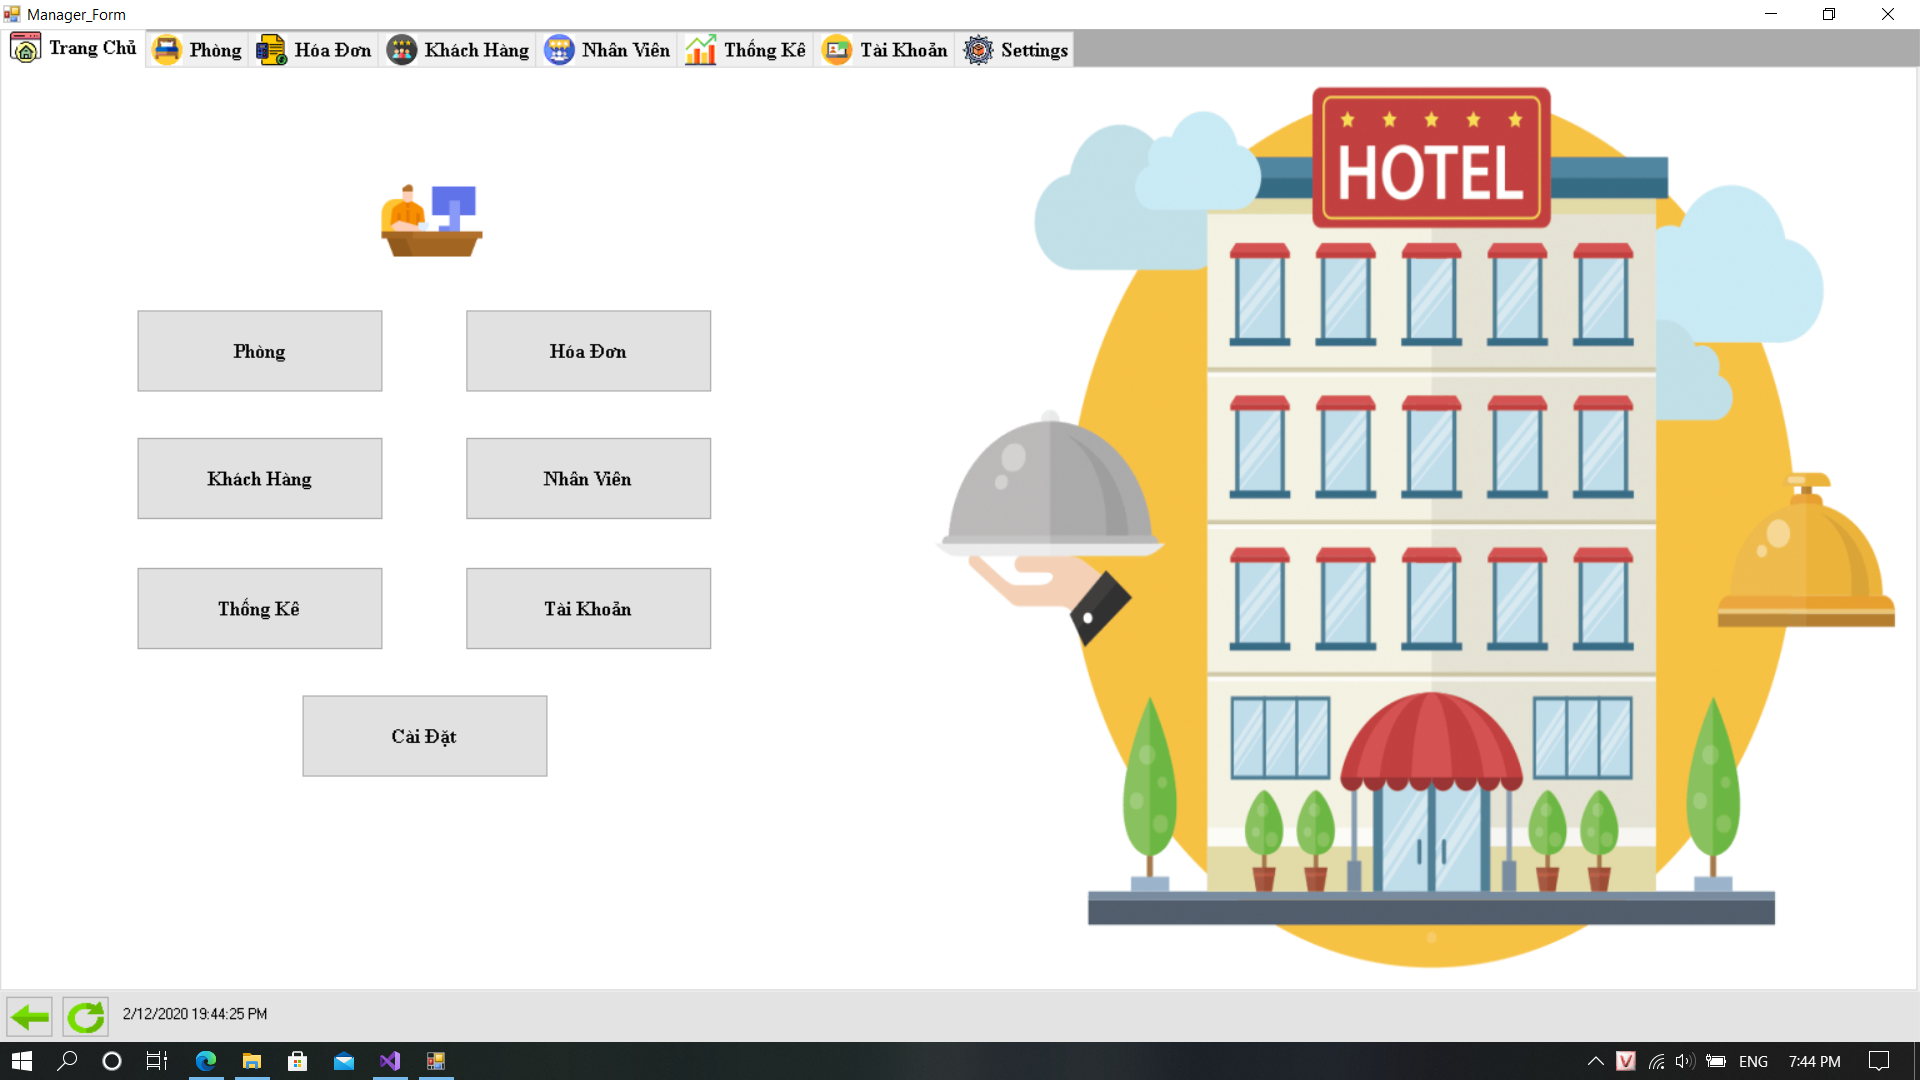 Manager_Form
Trang Chủ Phòng Hóa Đơn Khách Hàng Nhân Viên Thống Kê Tài Khoản Settings
HOTEL
Phòng Hóa Đơn
Khách Hàng Nhân Viên
Thống Kê Tài Khoản
Cài Đặt
2/12/2020 19:44:25 PM
V ENG 7:44 PM